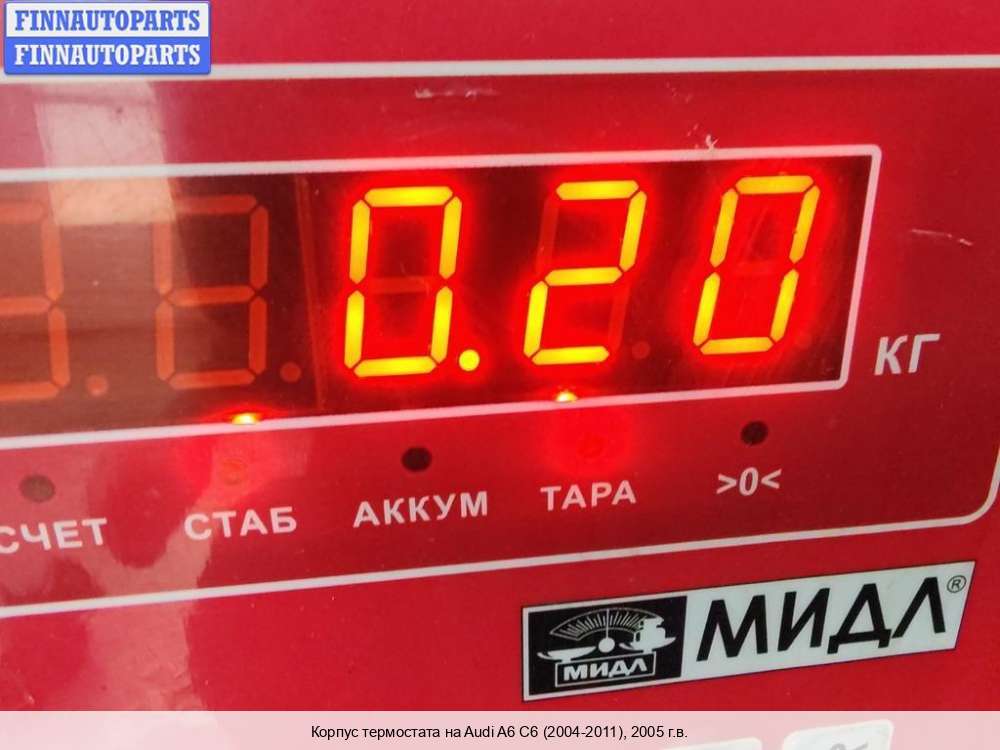 FINNAUTOPARTS
FINNAUTOPARTS
0.20
КГ
СЧЕТ СТАБ АККУМ ТАРА >0<
МИДЛ МИДЛ®
Корпус термостата на Audi A6 C6 (2004-2011), 2005 г.в.